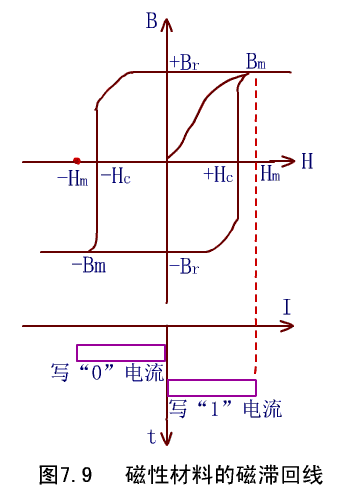 B
+Br Bm
H
-Hm -Hc +Hc Hm
-Bm -Br
I
写“0”电流
写“1”电流
t
图7.9 磁性材料的磁滞回线